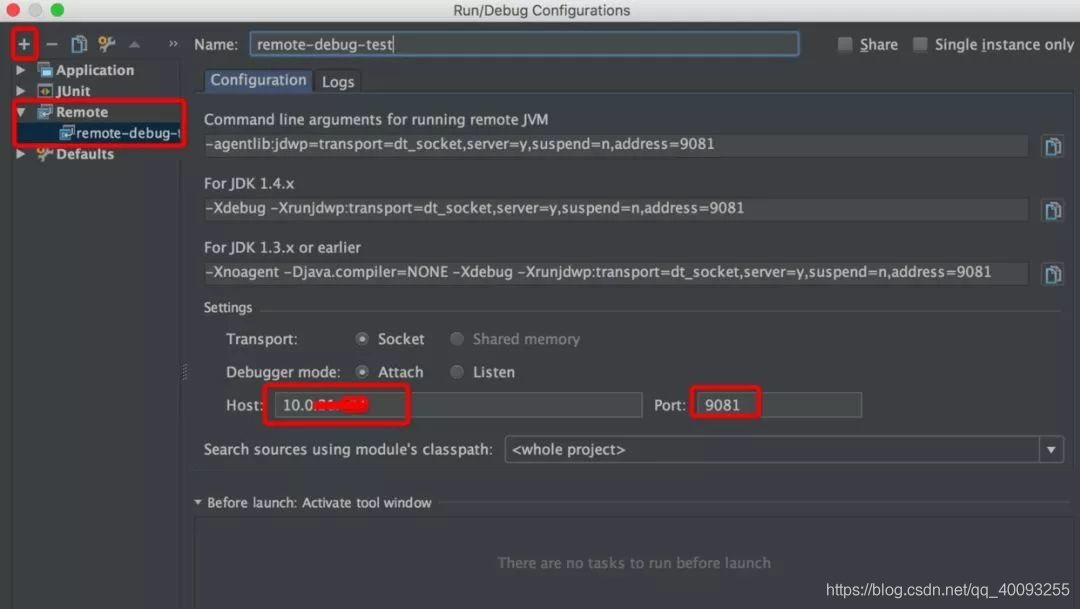 Run/Debug Configurations
Name: remote-debug-test Share Single instance only
Application
JUnit
Remote
remote-debug-t
Defaults
Configuration Logs
Command line arguments for running remote JVM
-agentlib:jdwp=transport=dt_socket,server=y,suspend=n,address=9081
For JDK 1.4.x
-Xdebug -Xrunjdwp:transport=dt_socket,server=y,suspend=n,address=9081
For JDK 1.3.x or earlier
-Xnoagent -Djava.compiler=NONE -Xdebug -Xrunjdwp:transport=dt_socket,server=y,suspend=n,address=9081
Settings
Transport: Socket Shared memory
Debugger mode: Attach Listen
Host: 10.0. Port: 9081
Search sources using module's classpath: <whole project>
Before launch: Activate tool window
There are no tasks to run before launch
https://blog.csdn.net/qq_40093255